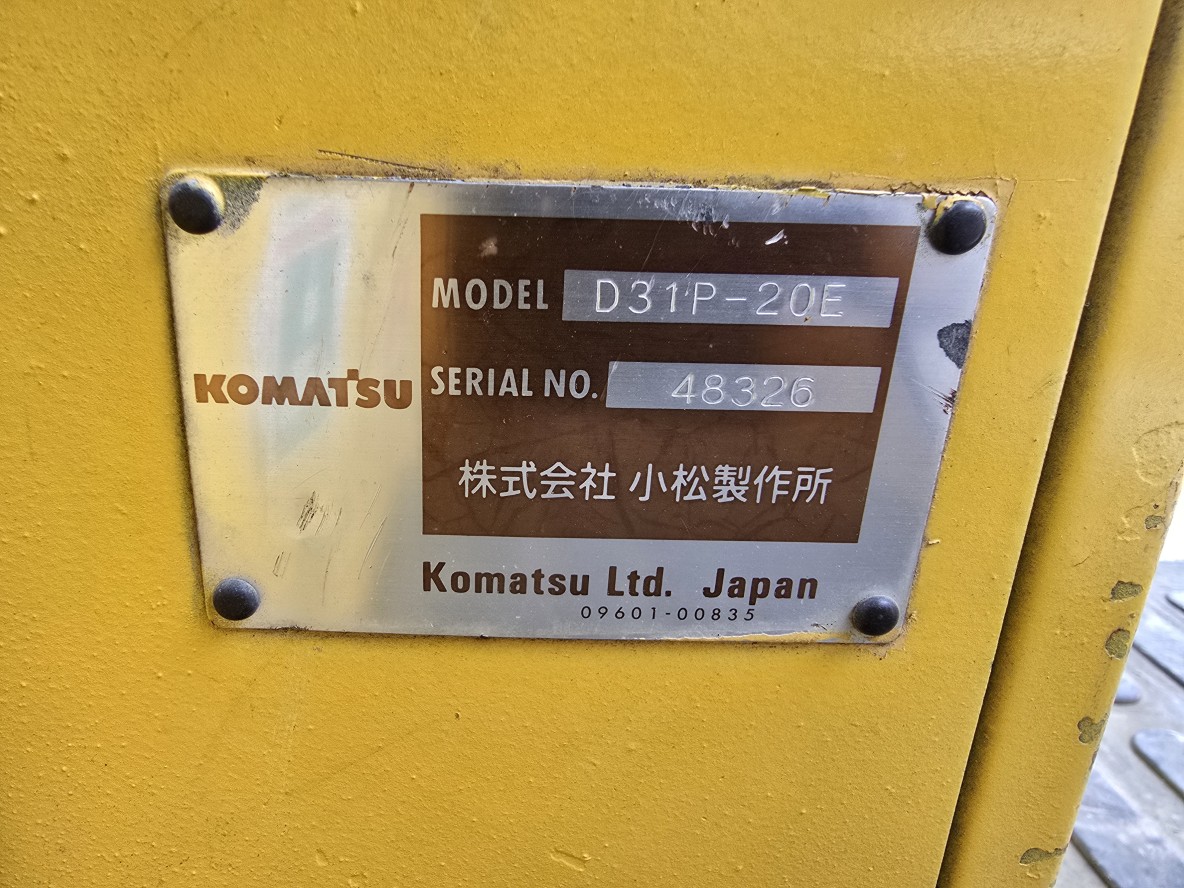 KOMATSU
MODEL D31P-20E
SERIAL NO. 48326
株式会社 小松製作所
Komatsu Ltd. Japan
09601-00835